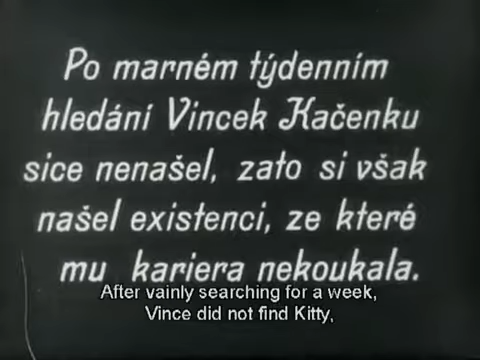 Po marném týdenním
hledání Vincek Kačenku
sice nenašel, zato si však
našel existenci, ze které
mu kariera nekoukala.
After vainly searching for a week,
Vince did not find Kitty,